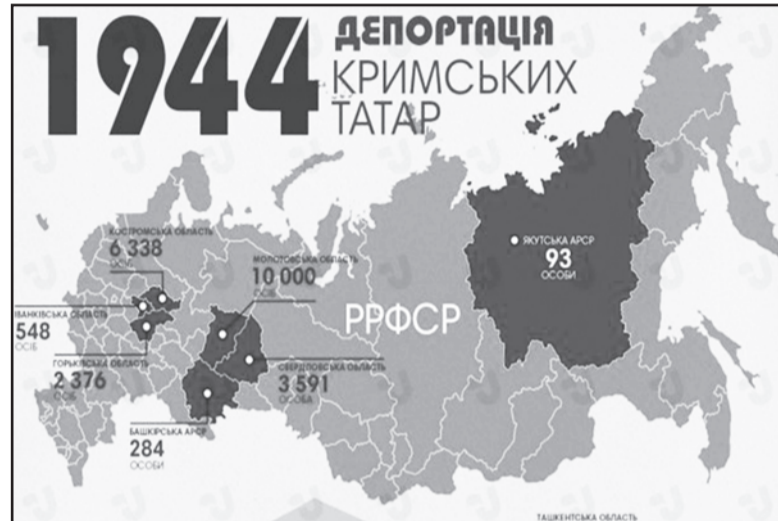 1944
ДЕПОРТАЦІЯ
КРИМСЬКИХ
ТАТАР
КОСТРОМСЬКА ОБЛАСТЬ
6 338
ОСІБ
МОЛОТОВСЬКА ОБЛАСТЬ
10 000
ОСІБ
ЯКУТСЬКА АРСР
93
ОСОБИ
ІВАНКІВСЬКА ОБЛАСТЬ
548
ОСІБ
РРФСР
ГОРЬКІВСЬКА ОБЛАСТЬ
2 376
ОСІБ
СВЕРДЛОВСЬКА ОБЛАСТЬ
3 591
ОСОБА
БАШКІРСЬКА АРСР
284
ОСОБИ
ТАШКЕНТСЬКА ОБЛАСТЬ